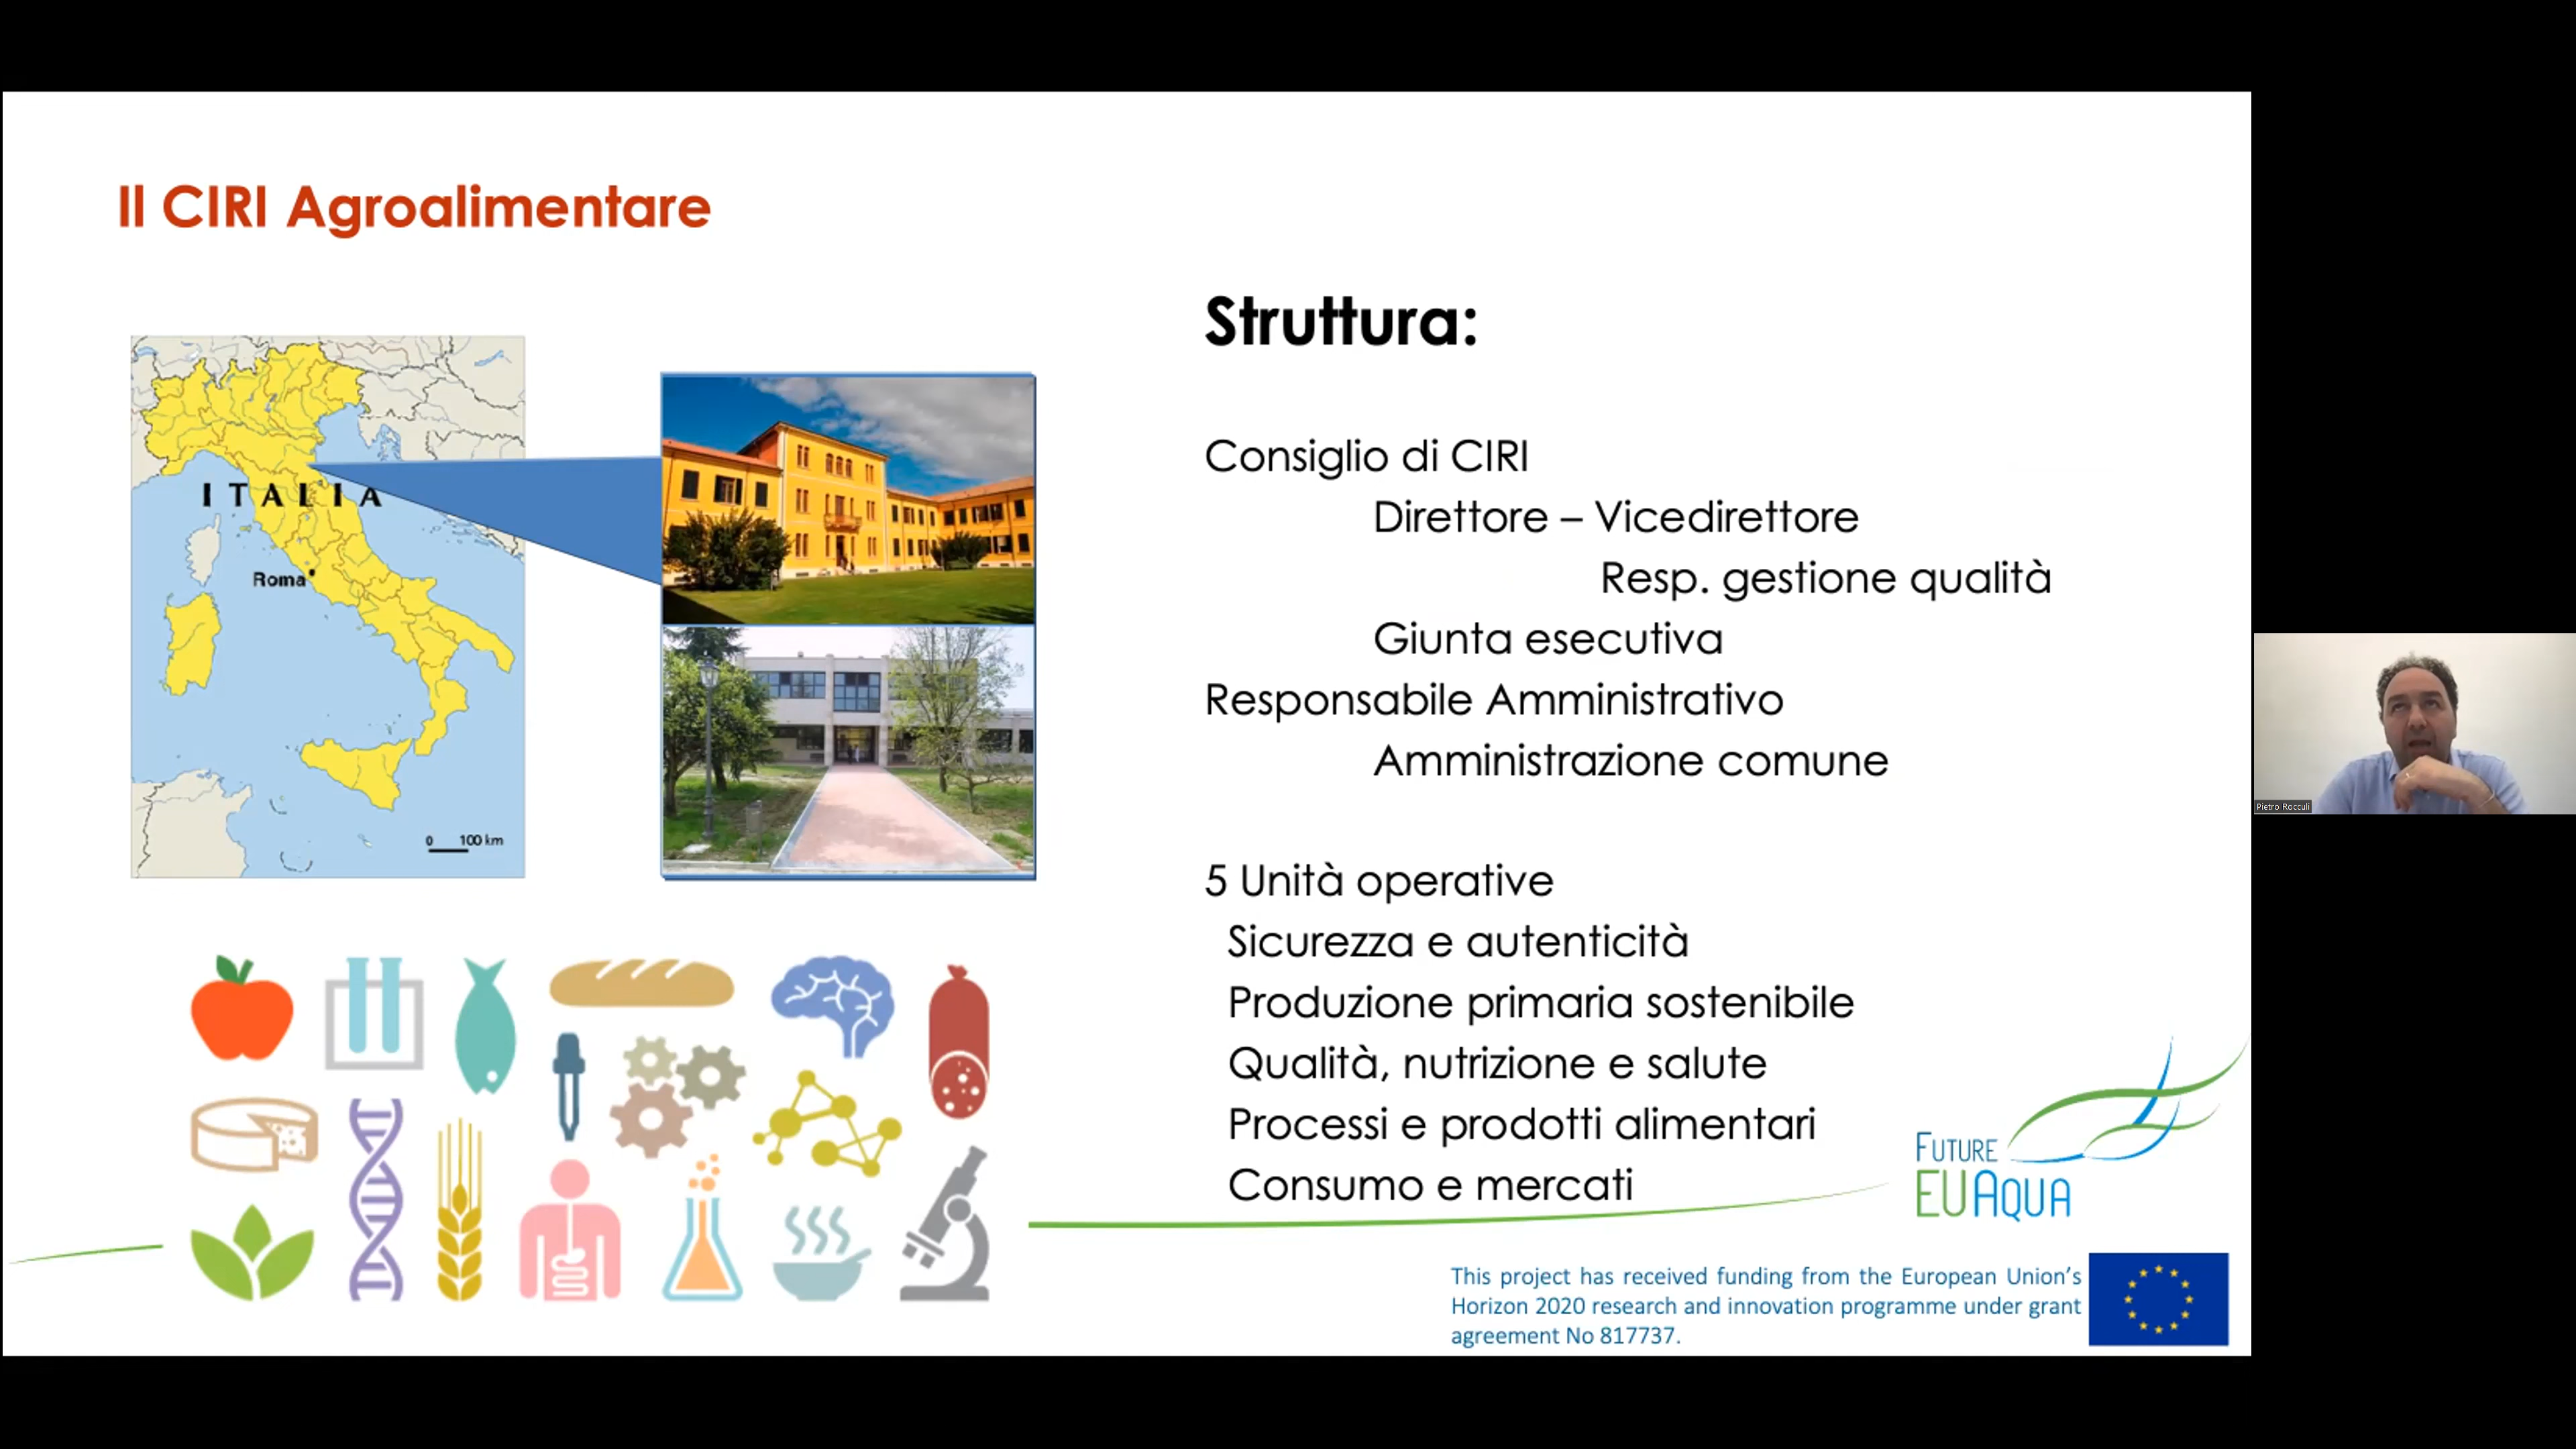 Il CIRI Agroalimentare
ITALIA
Roma
0 100 km
Struttura:
Consiglio di CIRI
Direttore – Vicedirettore
Resp. gestione qualità
Giunta esecutiva
Responsabile Amministrativo
Amministrazione comune
5 Unità operative
Sicurezza e autenticità
Produzione primaria sostenibile
Qualità, nutrizione e salute
Processi e prodotti alimentari
Consumo e mercati
FUTURE
EUAQUA
This project has received funding from the European Union's
Horizon 2020 research and innovation programme under grant
agreement No 817737.
Pietro Rocculi